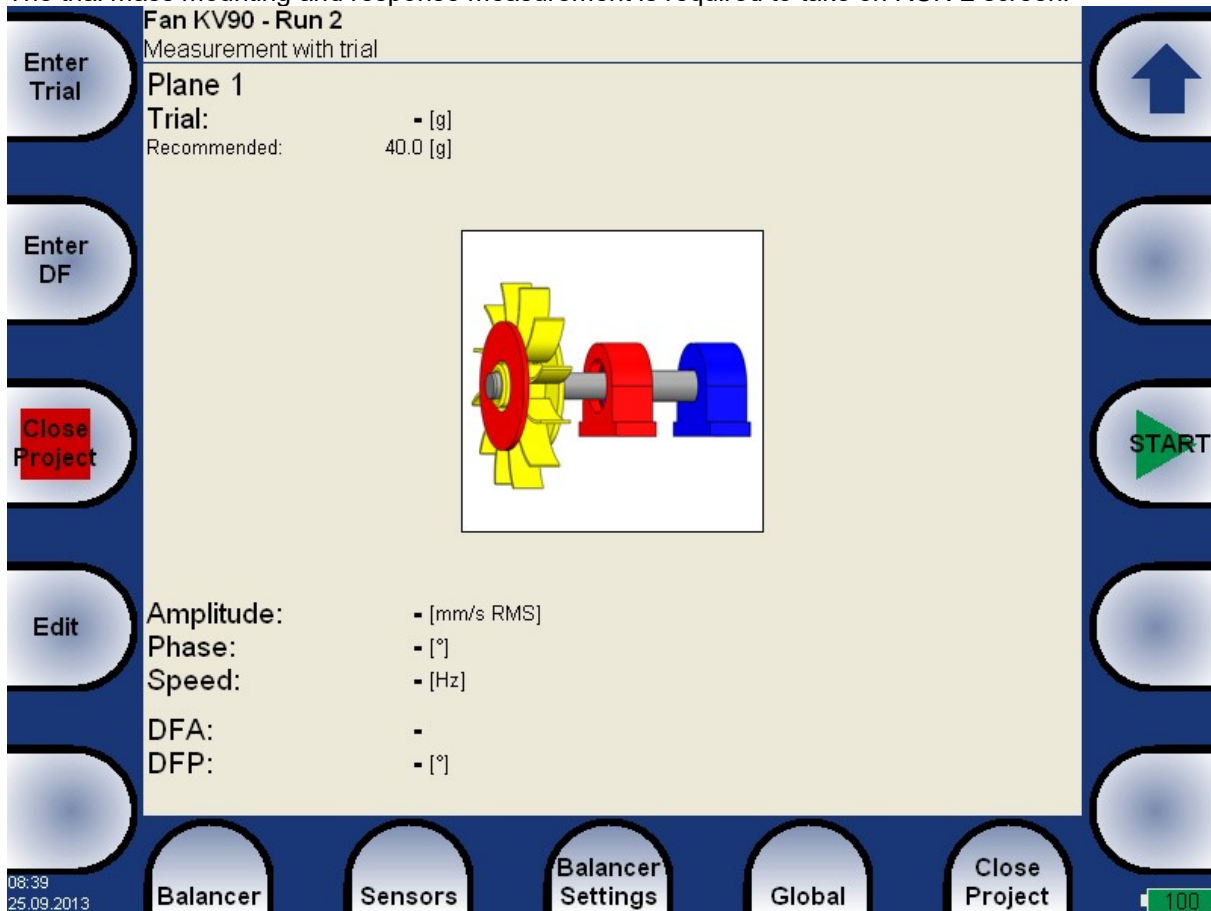 The trial mass mounting and response measurement is required to take on RUN 2 screen.
Fan KV90 - Run 2
Measurement with trial
Plane 1
Trial: - [g]
Recommended: 40.0 [g]
Enter
Trial
Enter
DF
Close
Project
START
Edit
Amplitude: - [mm/s RMS]
Phase: - [°]
Speed: - [Hz]
DFA: -
DFP: - [°]
08:39
25.09.2013
Balancer
Sensors
Balancer
Settings
Global
Close
Project
100